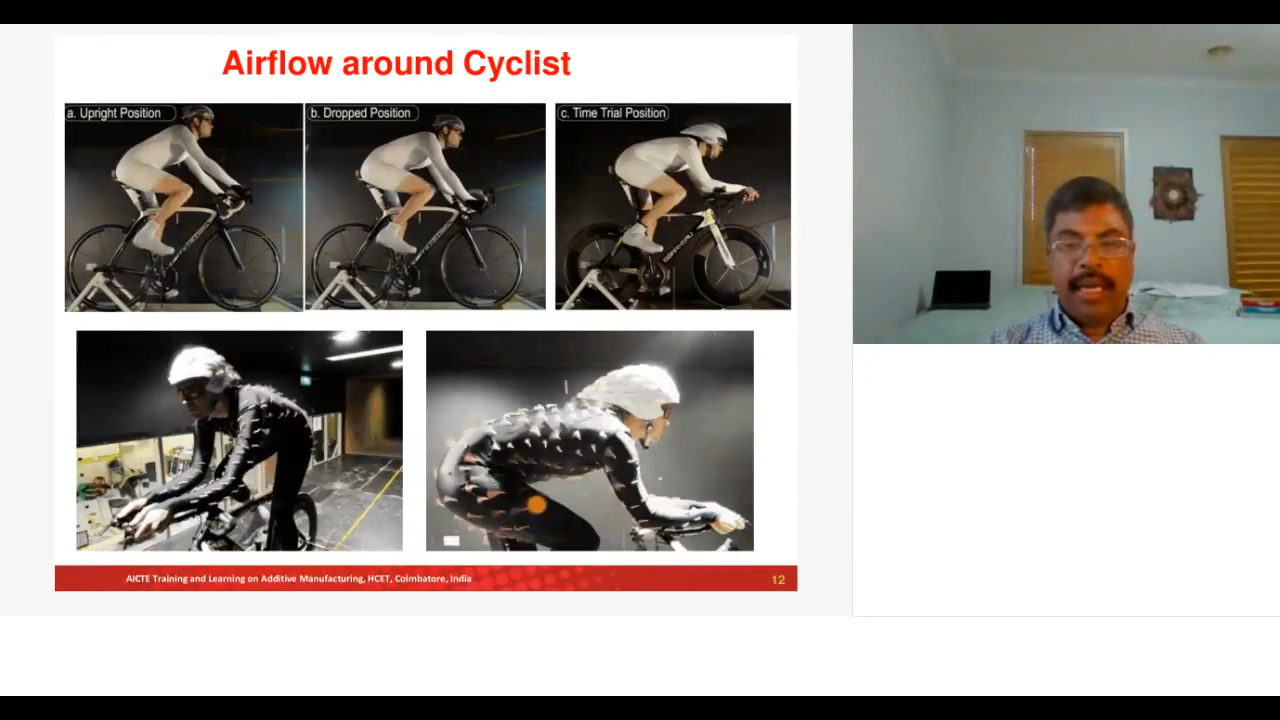 Airflow around Cyclist
a. Upright Position
b. Dropped Position
c. Time Trial Position
AICTE Training and Learning on Additive Manufacturing, HCET, Coimbatore, India
12